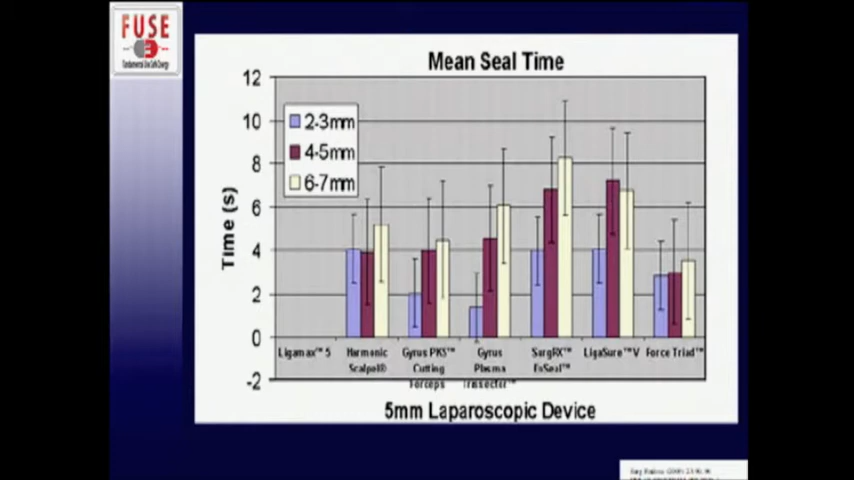 FUSE
Mean Seal Time
12
10
8
6
4
2
0
-2
Time (s)
2-3mm
4-5mm
6-7mm
Ligamax™ 5
Harmonic Scalpel®
Gyrus PKS™ Cutting Forceps
Gyrus Plasma Trissector™
SurgRX™ EnSeal™
LigaSure™ V
Force Triad™
5mm Laparoscopic Device